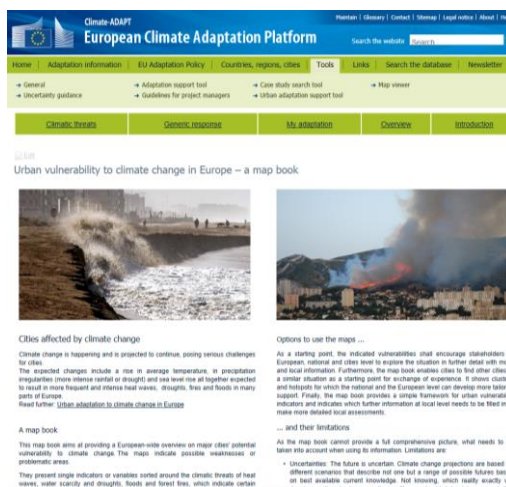 Maintain | Glossary | Contact | Sitemap | Legal notice | About |
Climate-ADAPT
European Climate Adaptation Platform
Search the website Search
Home | Adaptation information | EU Adaptation Policy | Countries, regions, cities | Tools | Links | Search the database | Newsletter
General
Uncertainty guidance
Adaptation support tool
Guidelines for project managers
Case study search tool
Urban adaptation support tool
Map viewer
Climatic threats Generic response My adaptation Overview Introduction
Edit
Urban vulnerability to climate change in Europe – a map book
Cities affected by climate change
Climate change is happening and is projected to continue, posing serious challenges
for cities.
The expected changes include a rise in average temperature, in precipitation
irregularities (more intense rainfall or drought) and sea level rise all together expected
to result in more frequent and intense heat waves, droughts, fires and floods in many
parts of Europe.
Read further: Urban adaptation to climate change in Europe
A map book
This map book aims at providing a European-wide overview on major cities' potential
vulnerability to climate change. The maps indicate possible weaknesses or
problematic areas.
They present single indicators or variables sorted around the climatic threats of heat
waves, water scarcity and droughts, floods and forest fires, which indicate certain
Options to use the maps ...
As a starting point, the indicated vulnerabilities shall encourage stakeholders
European, national and cities level to explore the situation in further detail with
and local information. Furthermore, the map book enables cities to find other cities
a similar situation as a starting point for exchange of experience. It shows
and hotspots for which the national and the European level can develop more
support. Finally, the map book provides a simple framework for urban
indicators and indicates which further information at local level needs to be filled in
make more detailed local assessments.
... and their limitations
As the map book cannot provide a full comprehensive picture, what needs to
taken into account when using it. Limitations are:
• Uncertainties: The future is uncertain. Climate change projections are based
different scenarios that describe not one but a range of possible futures
on best available current knowledge. Not knowing, which reality exactly